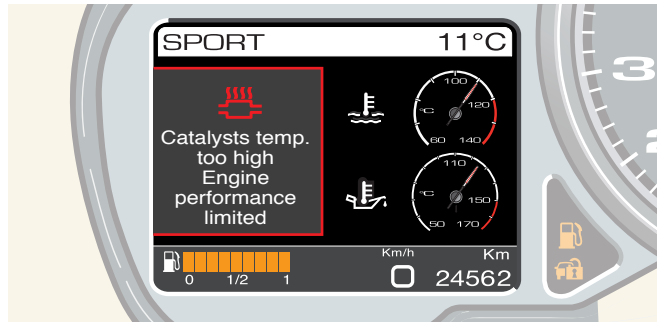 SPORT 11°C
Catalysts temp.
too high
Engine
performance
limited
100
120
°C
60 140
110
150
°C
50 170
0 1/2 1
Km/h
0
Km
24562
3